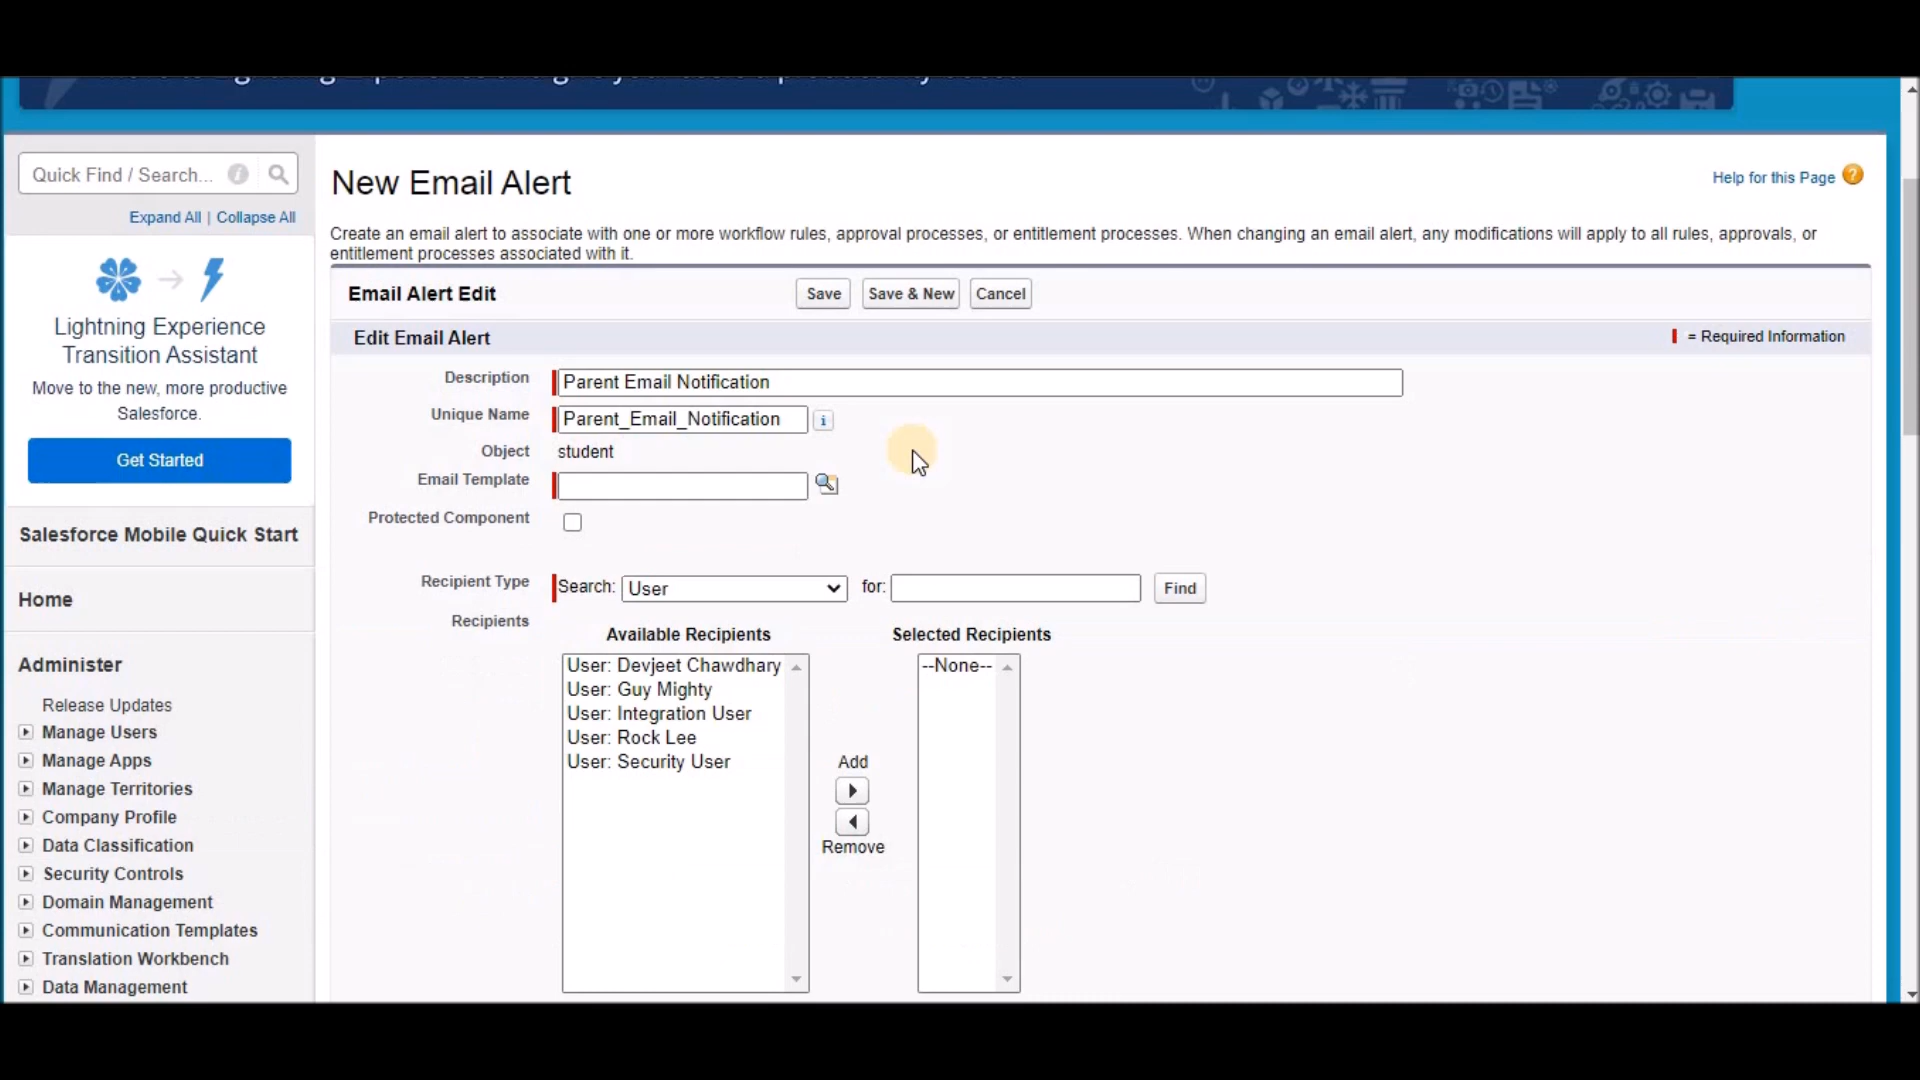 Quick Find / Search...
Expand All | Collapse All
Lightning Experience
Transition Assistant
Move to the new, more productive
Salesforce.
Get Started
Salesforce Mobile Quick Start
Home
Administer
Release Updates
Manage Users
Manage Apps
Manage Territories
Company Profile
Data Classification
Security Controls
Domain Management
Communication Templates
Translation Workbench
Data Management
New Email Alert
Help for this Page ?
Create an email alert to associate with one or more workflow rules, approval processes, or entitlement processes. When changing an email alert, any modifications will apply to all rules, approvals, or
entitlement processes associated with it.
Email Alert Edit Save Save & New Cancel
Edit Email Alert = Required Information
Description Parent Email Notification
Unique Name Parent_Email_Notification i
Object student
Email Template
Protected Component
Recipient Type Search: User for: Find
Recipients
Available Recipients Selected Recipients
User: Devjeet Chawdhary
User: Guy Mighty
User: Integration User
User: Rock Lee
User: Security User
--None--
Add
Remove